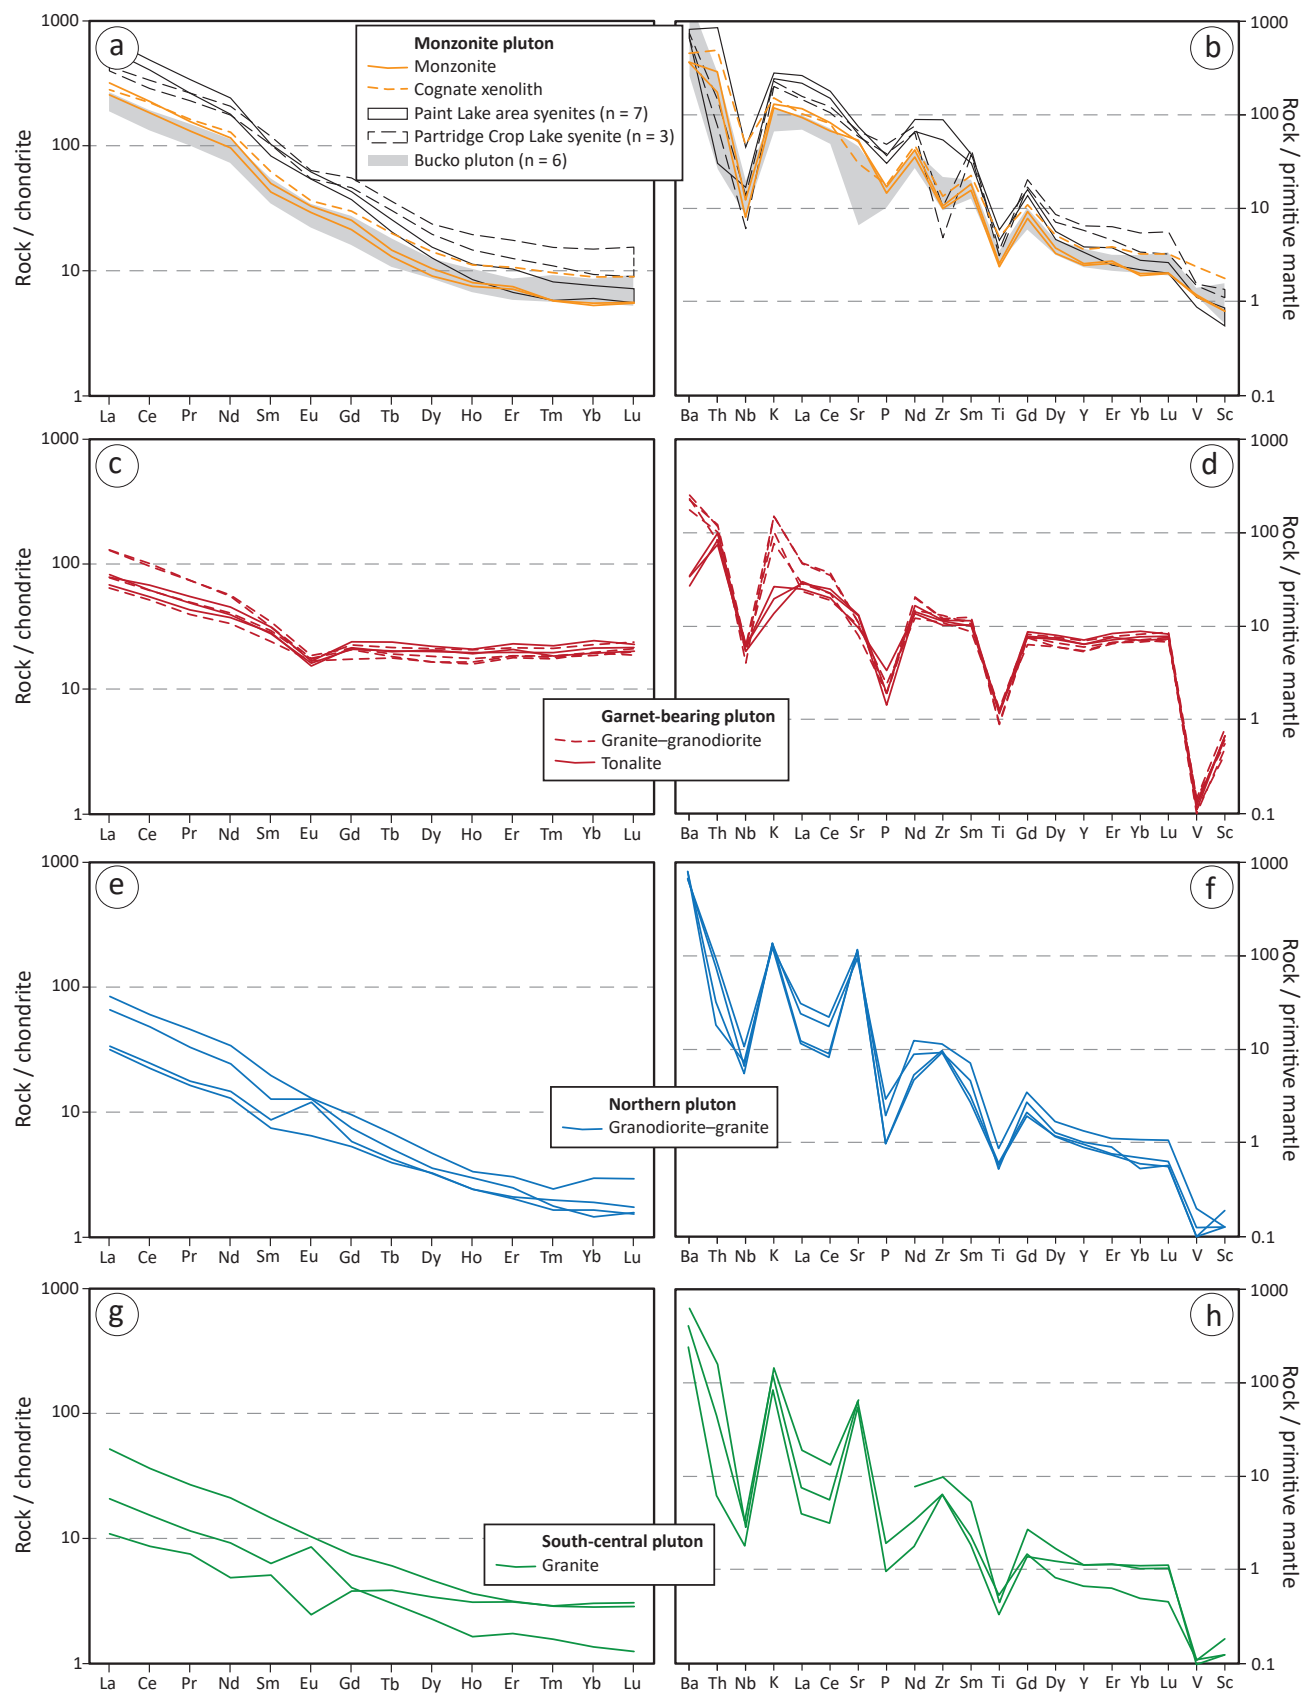 a
b
1000
100
10
1
Rock / chondrite
1000
100
10
1
0.1
Rock / primitive mantle
Monzonite pluton
Monzonite
Cognate xenolith
Paint Lake area syenites (n = 7)
Partridge Crop Lake syenite (n = 3)
Bucko pluton (n = 6)
La Ce Pr Nd Sm Eu Gd Tb Dy Ho Er Tm Yb Lu
Ba Th Nb K La Ce Sr P Nd Zr Sm Ti Gd Dy Y Er Yb Lu V Sc
c
d
1000
100
10
1
Rock / chondrite
1000
100
10
1
0.1
Rock / primitive mantle
Garnet-bearing pluton
Granite–granodiorite
Tonalite
La Ce Pr Nd Sm Eu Gd Tb Dy Ho Er Tm Yb Lu
Ba Th Nb K La Ce Sr P Nd Zr Sm Ti Gd Dy Y Er Yb Lu V Sc
e
f
1000
100
10
1
Rock / chondrite
1000
100
10
1
0.1
Rock / primitive mantle
Northern pluton
Granodiorite–granite
La Ce Pr Nd Sm Eu Gd Tb Dy Ho Er Tm Yb Lu
Ba Th Nb K La Ce Sr P Nd Zr Sm Ti Gd Dy Y Er Yb Lu V Sc
g
h
1000
100
10
1
Rock / chondrite
1000
100
10
1
0.1
Rock / primitive mantle
South-central pluton
Granite
La Ce Pr Nd Sm Eu Gd Tb Dy Ho Er Tm Yb Lu
Ba Th Nb K La Ce Sr P Nd Zr Sm Ti Gd Dy Y Er Yb Lu V Sc